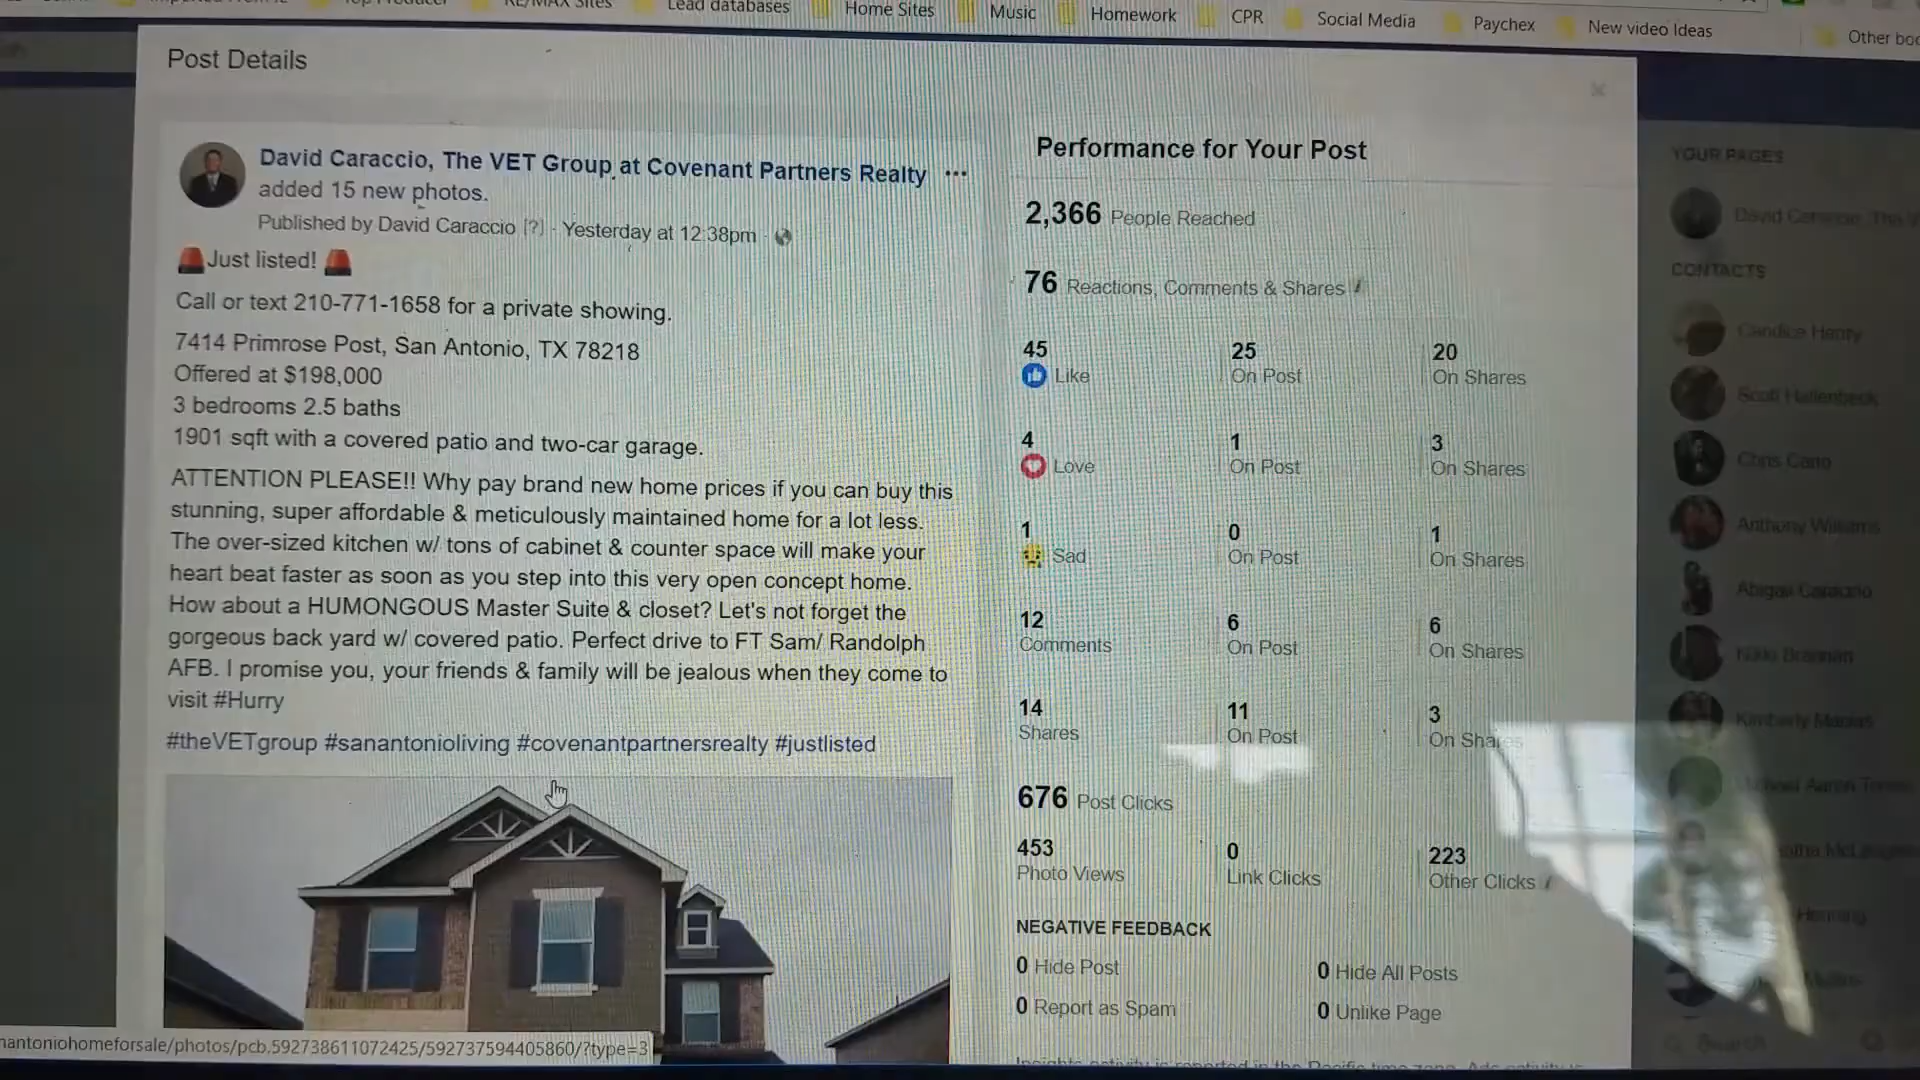 Lead databases
Home Sites
Music
Homework
CPR
Social Media
Paychex
New video Ideas
Post Details
David Caraccio, The VET Group at Covenant Partners Realty
added 15 new photos.
Published by David Caraccio [?] · Yesterday at 12:38pm ·
Just listed!
Call or text 210-771-1658 for a private showing.
7414 Primrose Post, San Antonio, TX 78218
Offered at $198,000
3 bedrooms 2.5 baths
1901 sqft with a covered patio and two-car garage.
ATTENTION PLEASE!! Why pay brand new home prices if you can buy this
stunning, super affordable & meticulously maintained home for a lot less.
The over-sized kitchen w/ tons of cabinet & counter space will make your
heart beat faster as soon as you step into this very open concept home.
How about a HUMONGOUS Master Suite & closet? Let's not forget the
gorgeous back yard w/ covered patio. Perfect drive to FT Sam/ Randolph
AFB. I promise you, your friends & family will be jealous when they come to
visit #Hurry
#theVETgroup #sanantonioliving #covenantpartnersrealty #justlisted
antoniohomeforsale/photos/pcb.592738611072425/592737594405860/?type=3
Performance for Your Post
2,366 People Reached
76 Reactions, Comments & Shares
45 25 20
Like On Post On Shares
4 1 3
Love On Post On Shares
1 0 1
Sad On Post On Shares
12 6 6
Comments On Post On Shares
14 11 3
Shares On Post On Shares
676 Post Clicks
453 0 223
Photo Views Link Clicks Other Clicks
NEGATIVE FEEDBACK
0 Hide Post 0 Hide All Posts
0 Report as Spam 0 Unlike Page
YOUR PAGES
CONTACTS
Candice Henry
Anthony Williams
Abigail Caraccio
Search